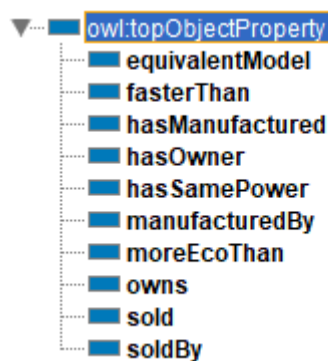 owl:topObjectProperty
equivalentModel
fasterThan
hasManufactured
hasOwner
hasSamePower
manufacturedBy
moreEcoThan
owns
sold
soldBy